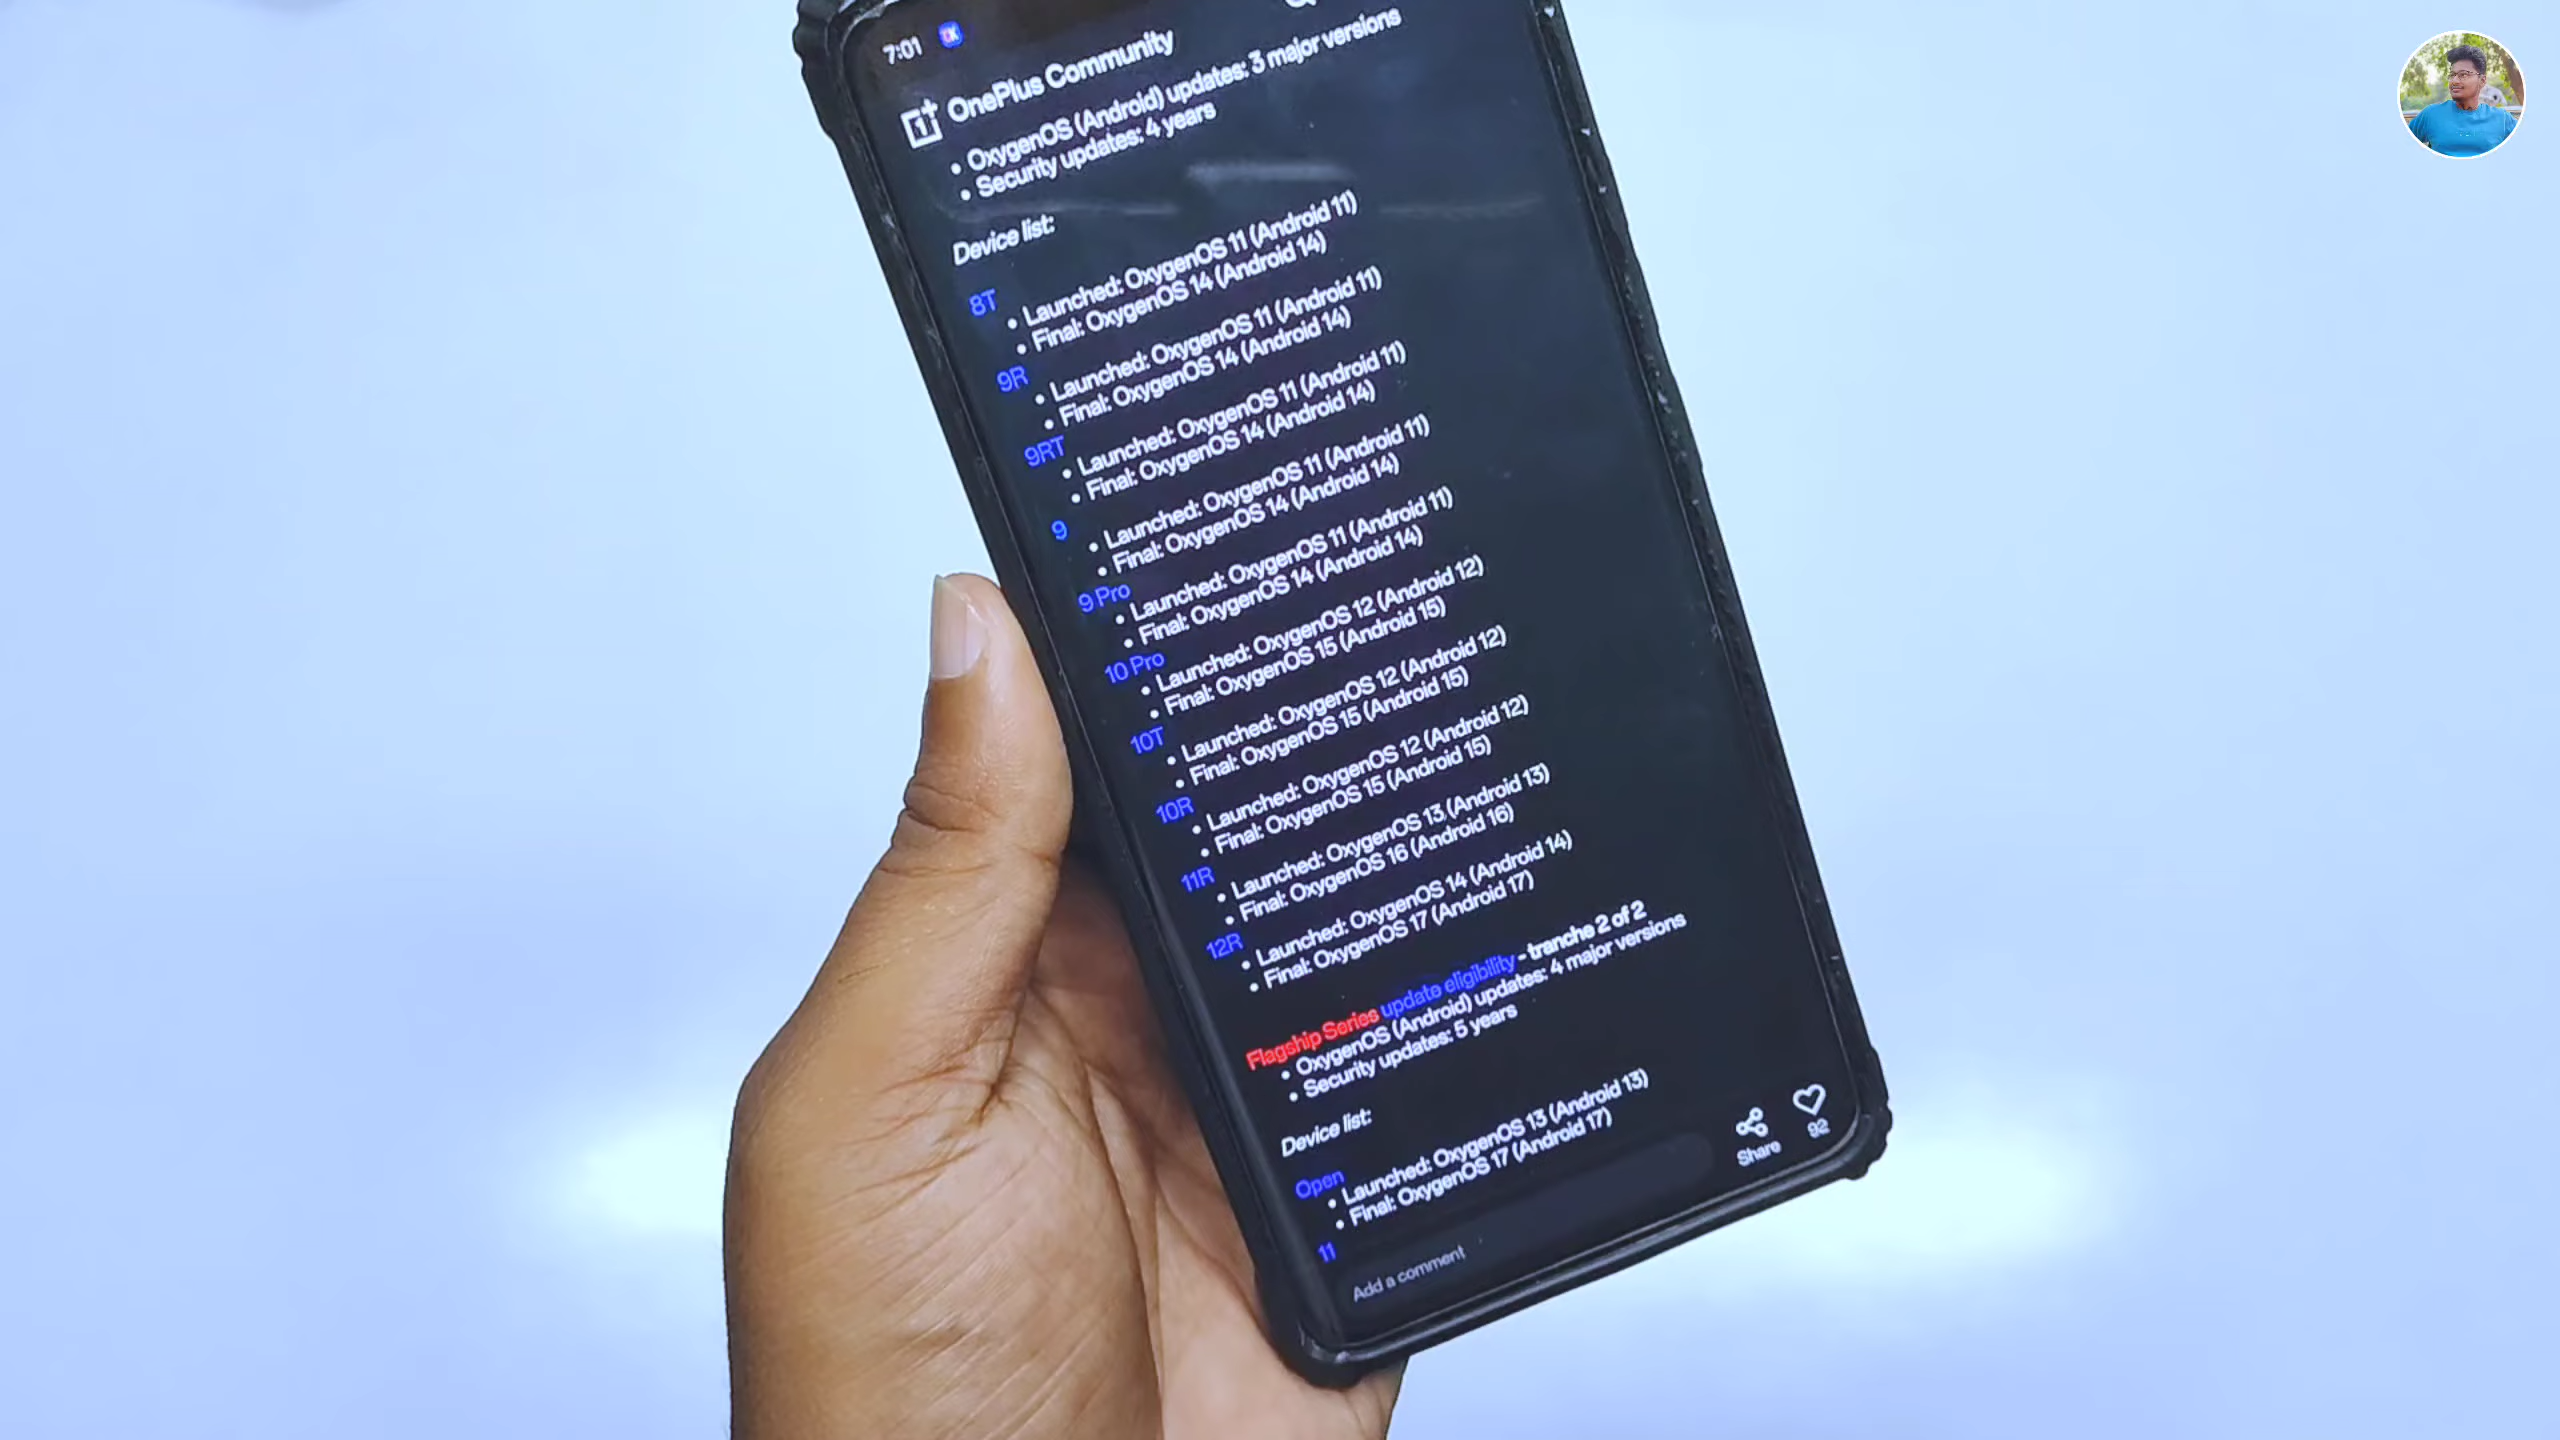 7:01
OnePlus Community
• OxygenOS (Android) updates: 3 major versions
• Security updates: 4 years
Device list:
8T
• Launched: OxygenOS 11 (Android 11)
• Final: OxygenOS 14 (Android 14)
9R
• Launched: OxygenOS 11 (Android 11)
• Final: OxygenOS 14 (Android 14)
9RT
• Launched: OxygenOS 11 (Android 11)
• Final: OxygenOS 14 (Android 14)
9
• Launched: OxygenOS 11 (Android 11)
• Final: OxygenOS 14 (Android 14)
9 Pro
• Launched: OxygenOS 11 (Android 11)
• Final: OxygenOS 14 (Android 14)
10 Pro
• Launched: OxygenOS 12 (Android 12)
• Final: OxygenOS 15 (Android 15)
10T
• Launched: OxygenOS 12 (Android 12)
• Final: OxygenOS 15 (Android 15)
10R
• Launched: OxygenOS 12 (Android 12)
• Final: OxygenOS 15 (Android 15)
11R
• Launched: OxygenOS 13 (Android 13)
• Final: OxygenOS 16 (Android 16)
12R
• Launched: OxygenOS 14 (Android 14)
• Final: OxygenOS 17 (Android 17)
Flagship Series update eligibility - tranche 2 of 2
• OxygenOS (Android) updates: 4 major versions
• Security updates: 5 years
Device list:
Open
• Launched: OxygenOS 13 (Android 13)
• Final: OxygenOS 17 (Android 17)
11
Add a comment
Share
92